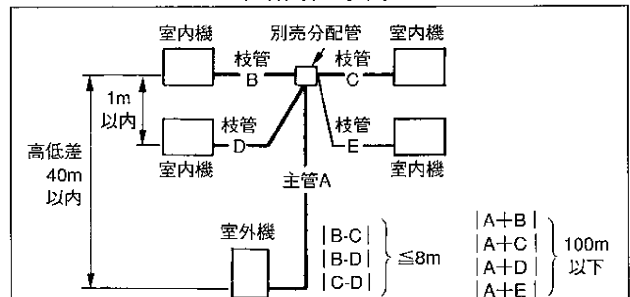 室内機
別売分配管
室内機
枝管
B
枝管
C
1m
以内
枝管
D
枝管
E
高低差
40m
以内
室内機
室内機
主管A
室外機
|B-C|
|B-D|
|C-D|
≦8m
|A+B|
|A+C|
|A+D|
|A+E|
100m
以下